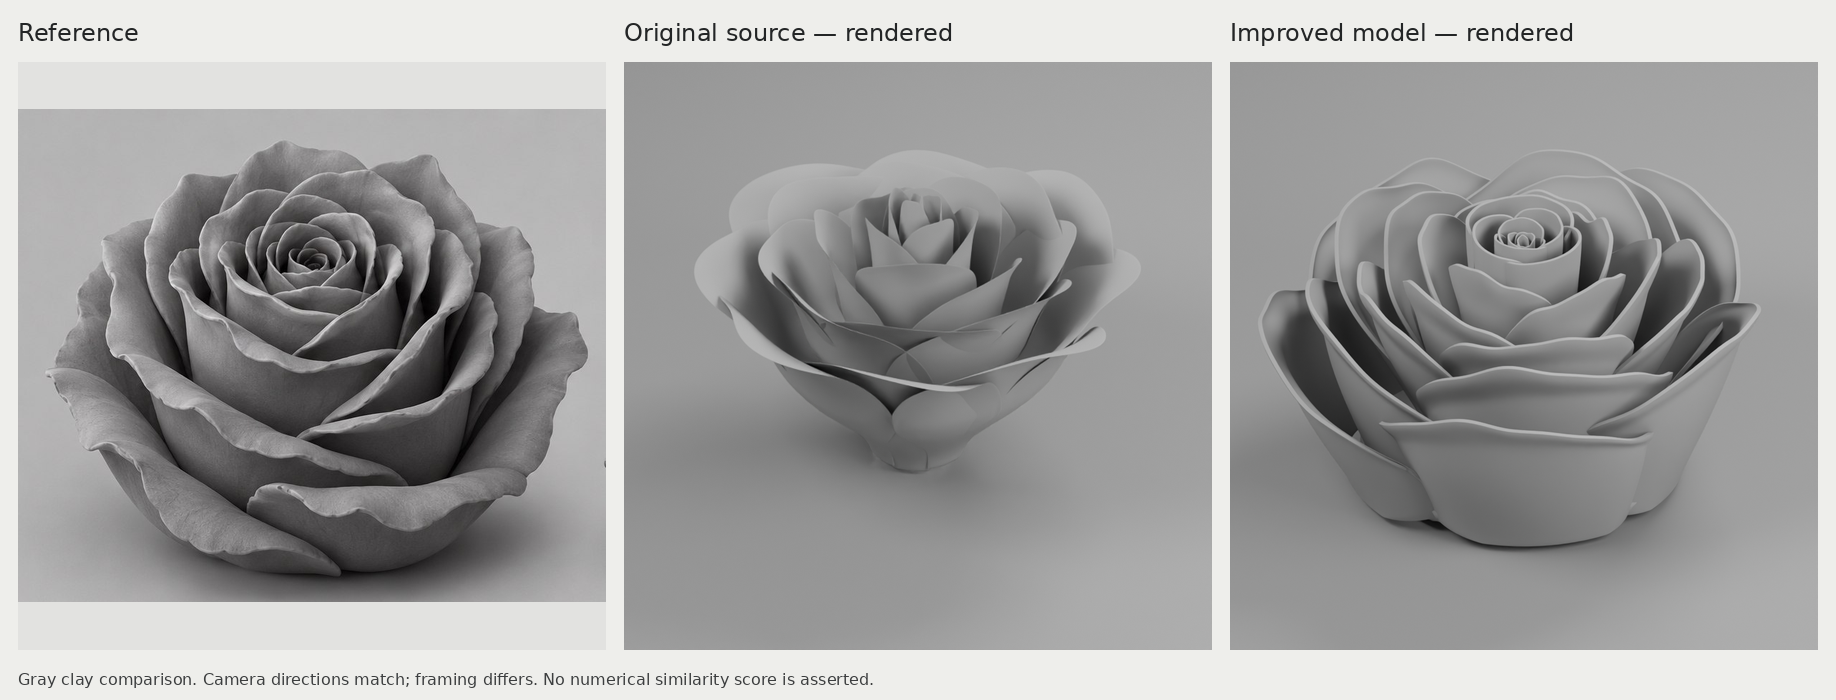 Reference
Original source — rendered
Improved model — rendered
Gray clay comparison. Camera directions match; framing differs. No numerical similarity score is asserted.